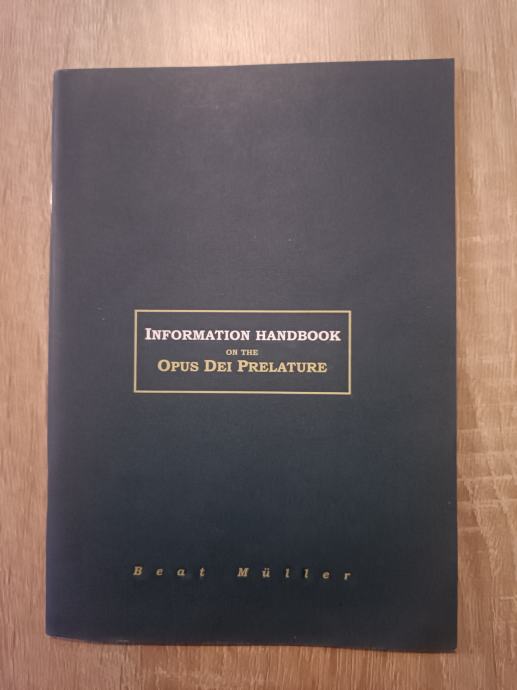 INFORMATION HANDBOOK
ON THE
OPUS DEI PRELATURE
Beat Müller